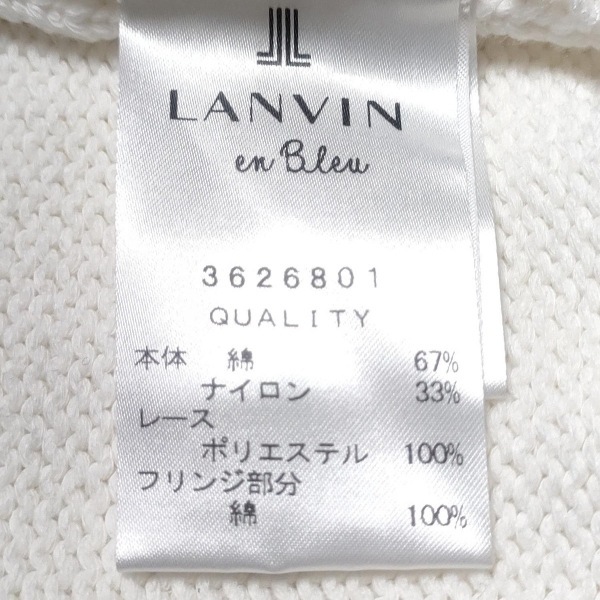 LANVIN
en Bleu
3626801
QUALITY
本体 綿 67%
ナイロン 33%
レース
ポリエステル 100%
フリンジ部分
綿 100%